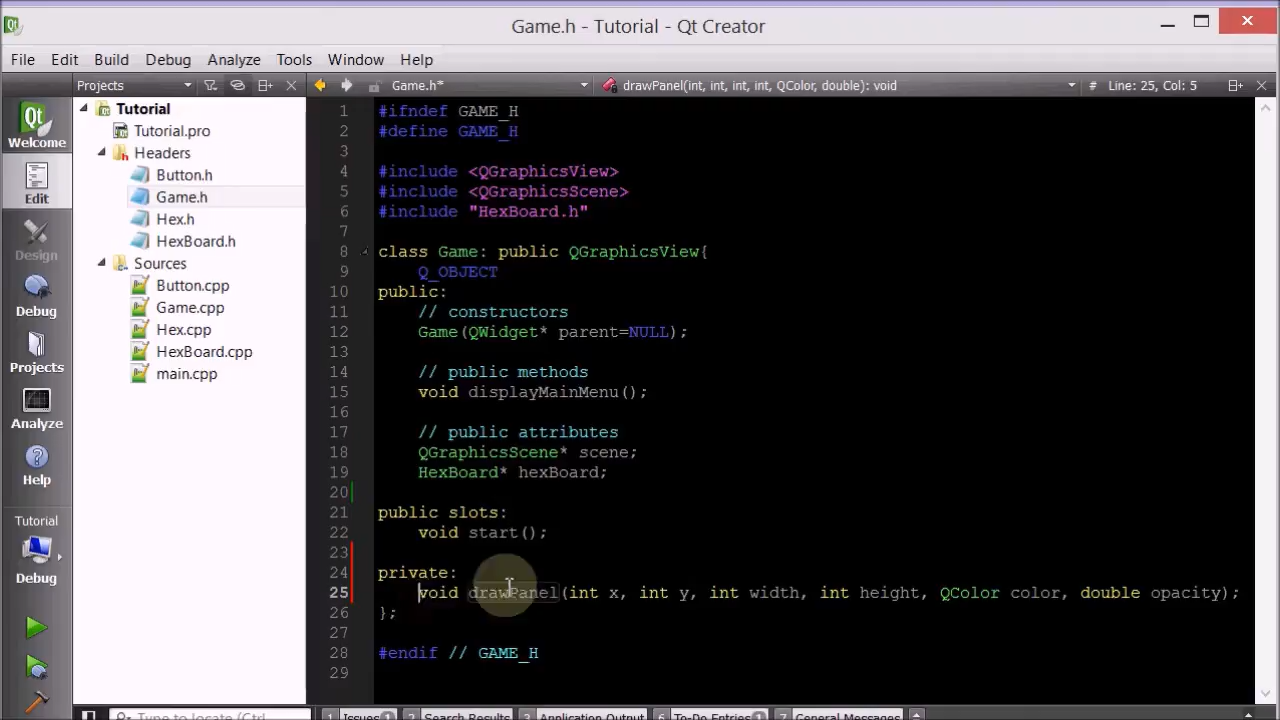 Game.h - Tutorial - Qt Creator
File Edit Build Debug Analyze Tools Window Help
Projects Game.h* drawPanel(int, int, int, int, QColor, double): void # Line: 25, Col: 5
Welcome
Edit
Design
Debug
Projects
Analyze
Help
Tutorial
Debug
Tutorial
Tutorial.pro
Headers
Button.h
Game.h
Hex.h
HexBoard.h
Sources
Button.cpp
Game.cpp
Hex.cpp
HexBoard.cpp
main.cpp
1 #ifndef GAME_H
2 #define GAME_H
3
4 #include <QGraphicsView>
5 #include <QGraphicsScene>
6 #include "HexBoard.h"
7
8 class Game: public QGraphicsView{
9 Q_OBJECT
10 public:
11 // constructors
12 Game(QWidget* parent=NULL);
13
14 // public methods
15 void displayMainMenu();
16
17 // public attributes
18 QGraphicsScene* scene;
19 HexBoard* hexBoard;
20
21 public slots:
22 void start();
23
24 private:
25 void drawPanel(int x, int y, int width, int height, QColor color, double opacity);
26 };
27
28 #endif // GAME_H
29
Type to locate (Ctrl 1 Issues 1 2 Search Results 3 Application Output 6 To-Do Entries 1 7 General Messages